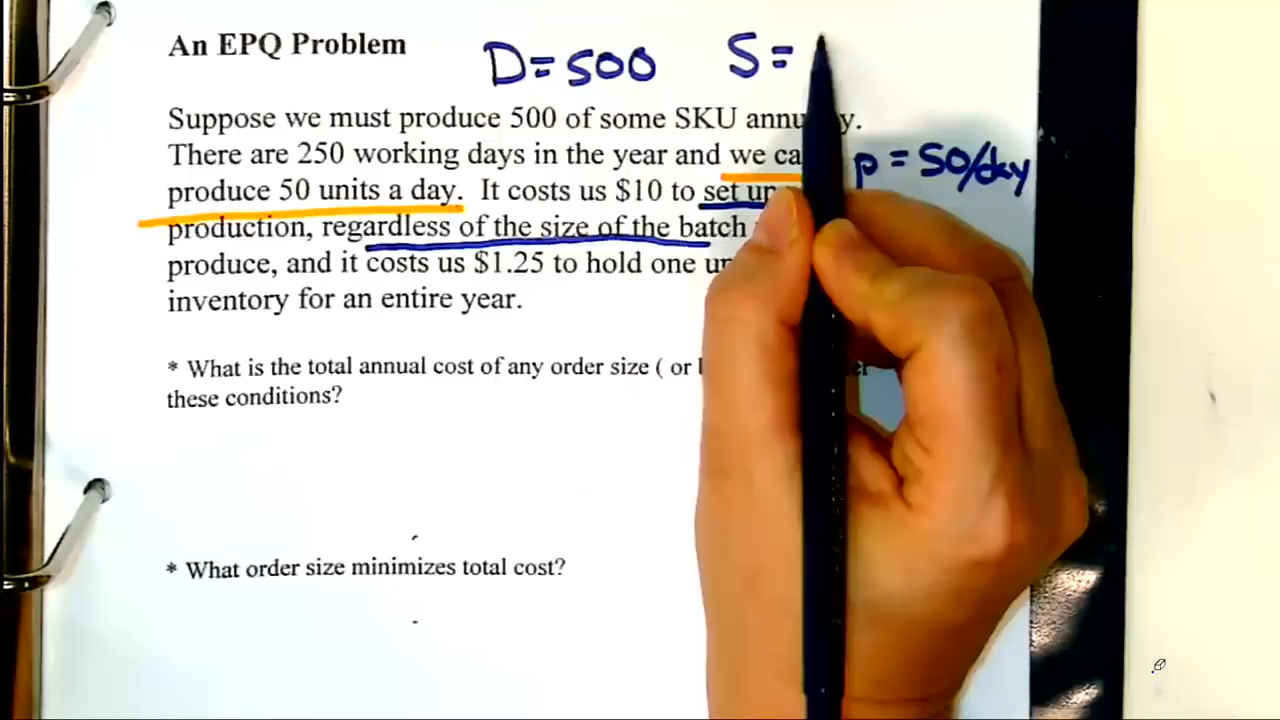 An EPQ Problem D=500 S=
Suppose we must produce 500 of some SKU
There are 250 working days in the year and we p = 50/day
produce 50 units a day. It costs us $10 to set
production, regardless of the size of the batch
produce, and it costs us $1.25 to hold one
inventory for an entire year.
* What is the total annual cost of any order size ( or
these conditions?
* What order size minimizes total cost?